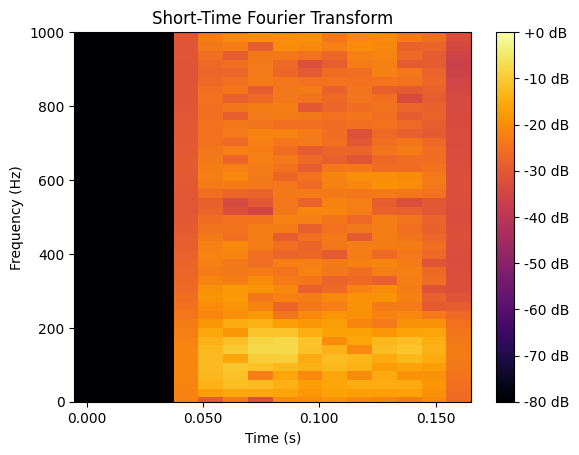 Short-Time Fourier Transform
1000
800
600
400
200
0
Frequency (Hz)
0.000
0.050
0.100
0.150
Time (s)
+0 dB
-10 dB
-20 dB
-30 dB
-40 dB
-50 dB
-60 dB
-70 dB
-80 dB